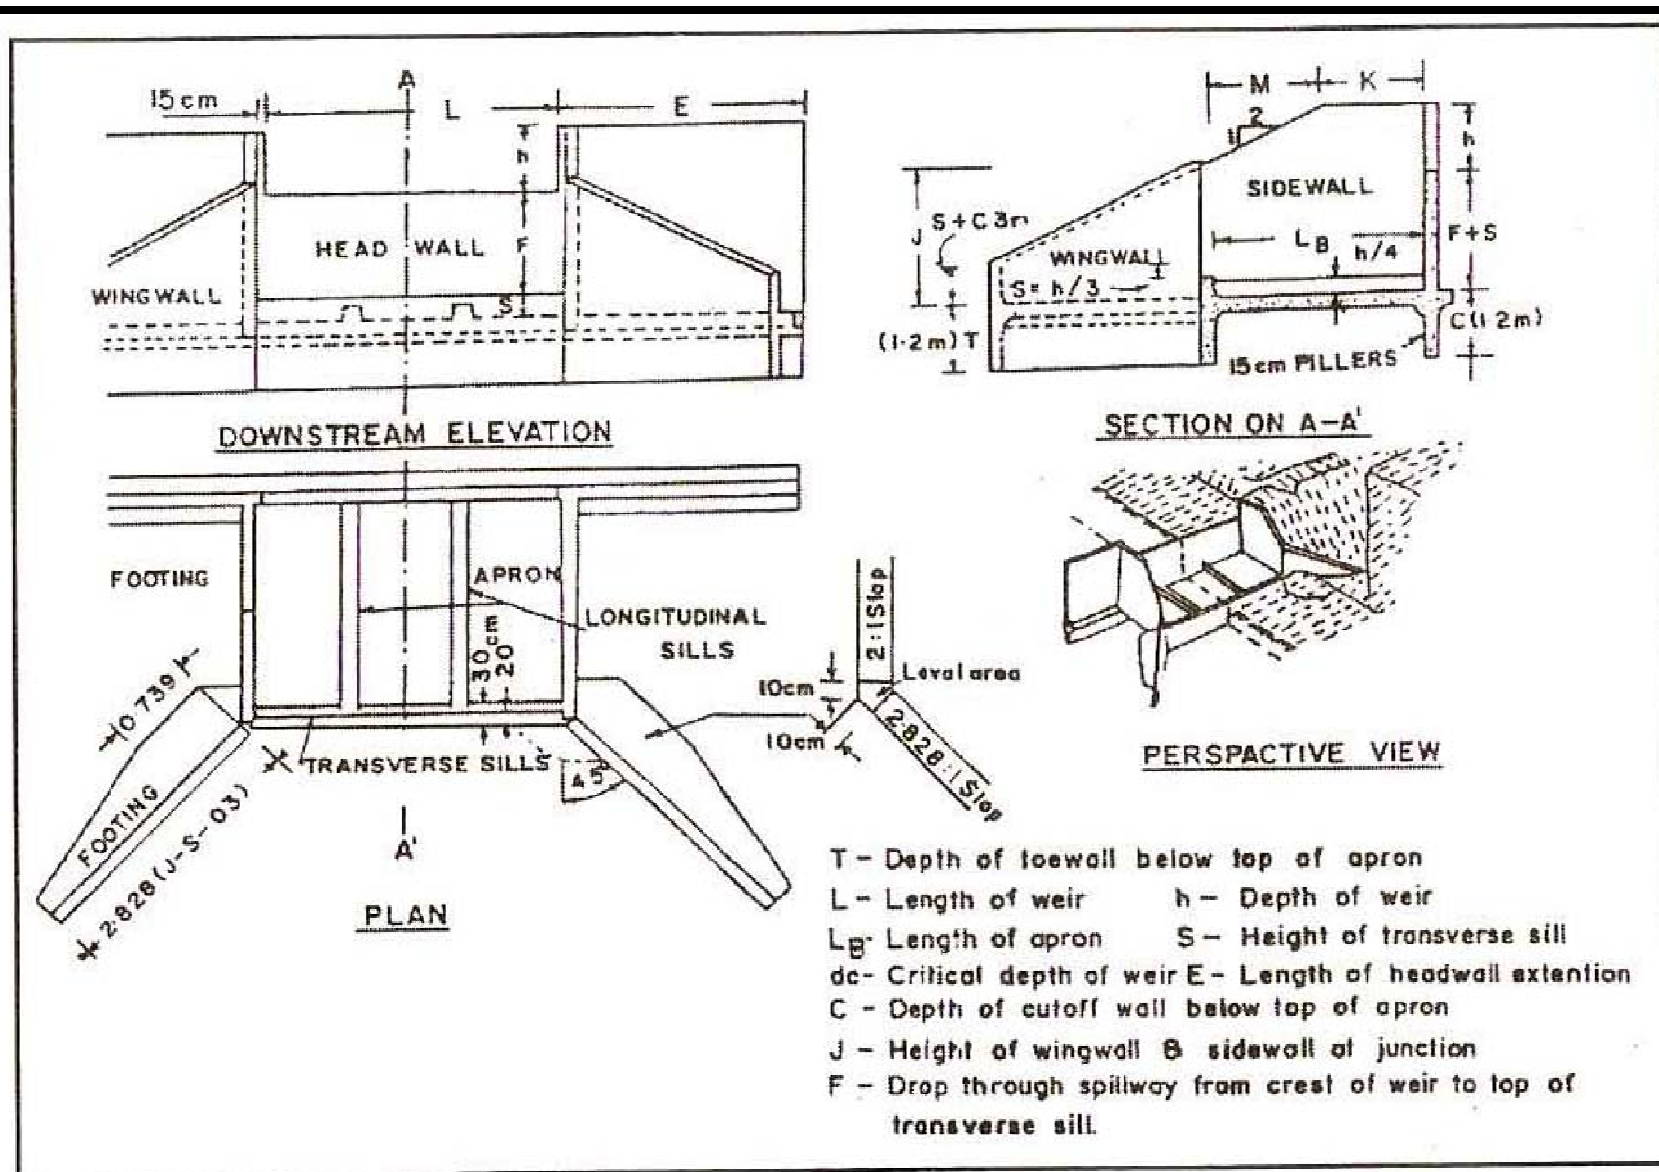 A
15cm
L
E
h
HEAD WALL
F
WINGWALL
S
DOWNSTREAM ELEVATION
M
K
2
1
h
SIDEWALL
S+C 3m
J
LB
h/4
F+S
WINGWALL
S= h/3
(1·2m) T
C(1·2m)
15cm PILLERS
SECTION ON A-A'
FOOTING
APRON
LONGITUDINAL
SILLS
30cm
20
0 739
TRANSVERSE SILLS
45°
FOOTING
2·828 (J-S-03)
A'
PLAN
2:1 Slop
Leval area
10cm
10cm
2·828:1 Slop
PERSPACTIVE VIEW
T - Depth of toewall below top of apron
L - Length of weir h - Depth of weir
LB- Length of apron S - Height of transverse sill
dc- Critical depth of weir E - Length of headwall extention
C - Depth of cutoff wall below top of apron
J - Height of wingwall & sidewall at junction
F - Drop through spillway from crest of weir to top of
transverse sill.